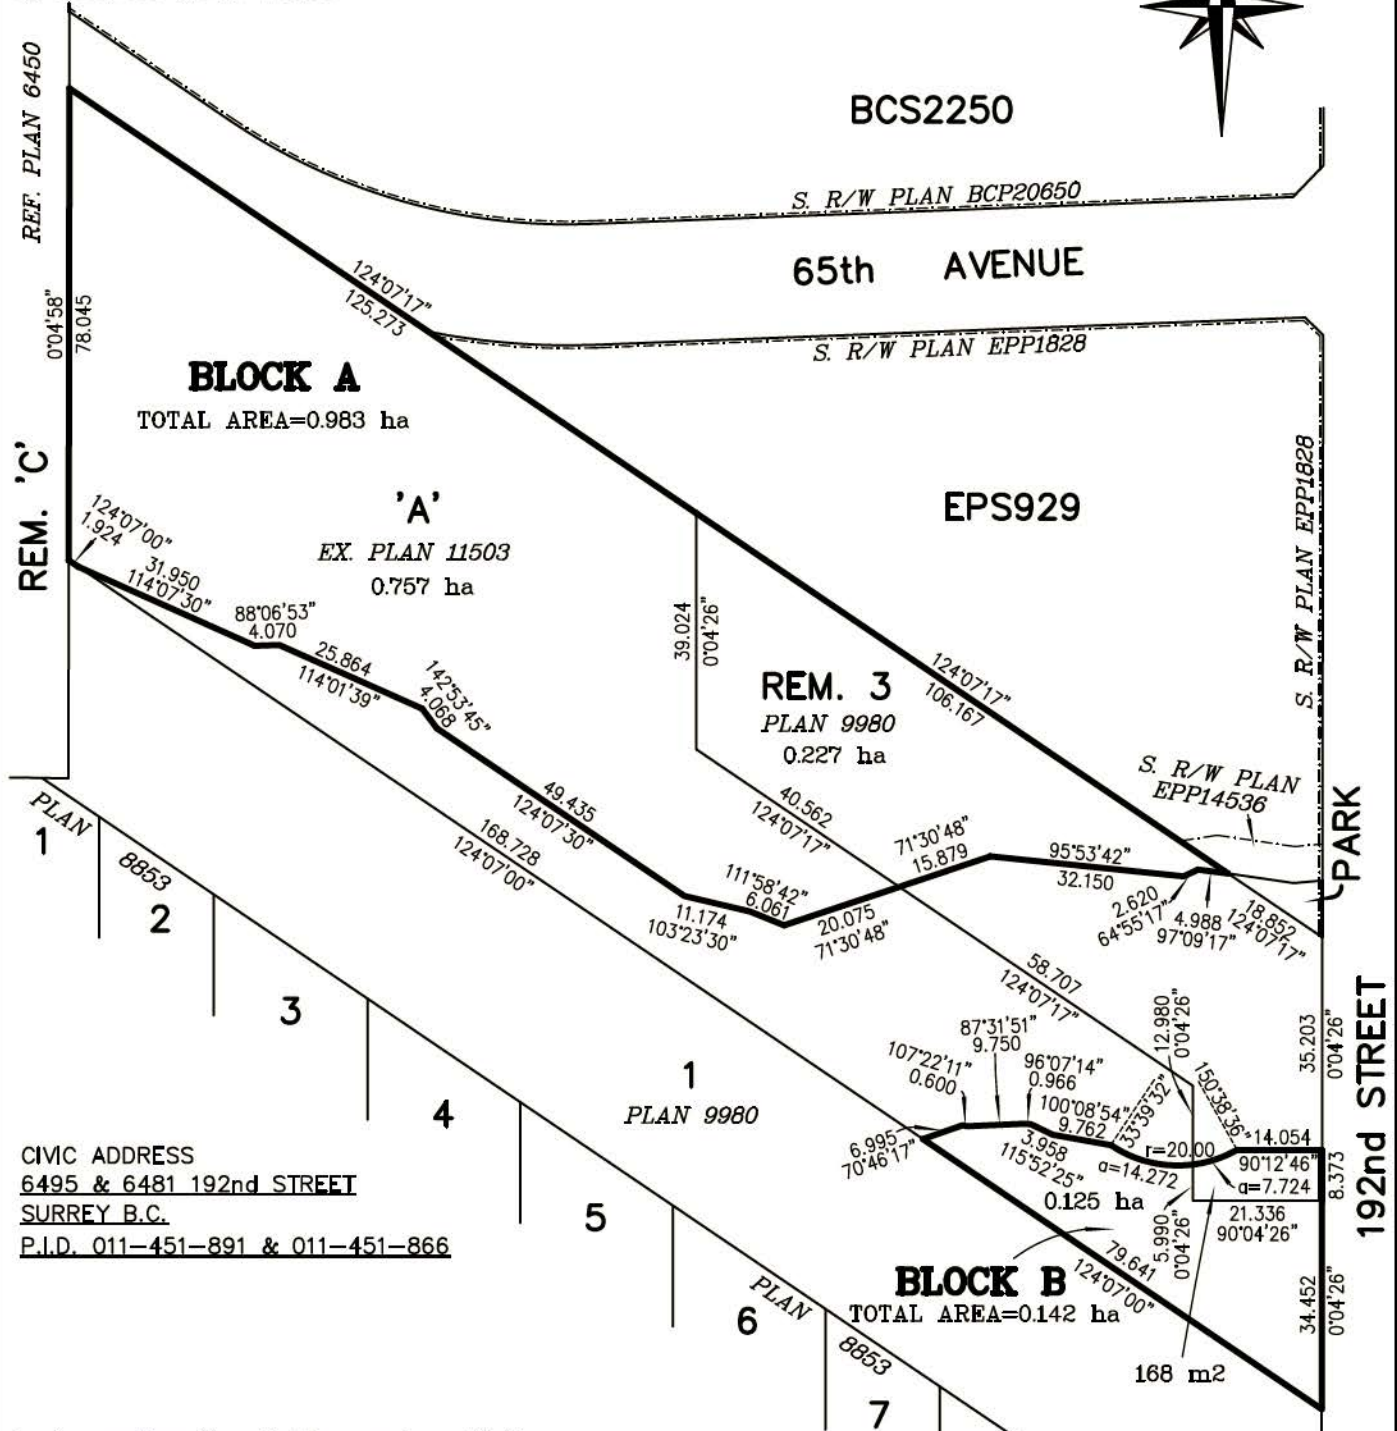 BCS2250
REF. PLAN 6450
S. R/W PLAN BCP20650
65th AVENUE
S. R/W PLAN EPP1828
124°07'17"
125.273
0°04'58"
78.045
BLOCK A
TOTAL AREA=0.983 ha
REM. 'C'
'A'
EX. PLAN 11503
0.757 ha
EPS929
S. R/W PLAN EPP1828
124°07'00"
1.924
31.950
114°07'30"
88°06'53"
4.070
25.864
114°01'39"
142°53'45"
4.068
39.024
0°04'26"
REM. 3
PLAN 9980
0.227 ha
124°07'17"
106.167
S. R/W PLAN
EPP14536
PARK
49.435
124°07'30"
168.728
124°07'00"
40.562
124°07'17"
71°30'48"
15.879
95°53'42"
32.150
111°58'42"
6.061
11.174
103°23'30"
20.075
71°30'48"
2.620
64°55'17"
4.988
97°09'17"
18.852
124°07'17"
PLAN
8853
1
2
3
4
5
6
7
58.707
124°07'17"
12.980
0°04'26"
35.203
0°04'26"
192nd STREET
1
PLAN 9980
107°22'11"
0.600
87°31'51"
9.750
96°07'14"
0.966
100°08'54"
9.762
33°39'32"
150°38'36"
r=20.00
14.054
90°12'46"
6.995
70°46'17"
3.958
115°52'25"
a=14.272
a=7.724
8.373
0.125 ha
21.336
90°04'26"
5.990
0°04'26"
79.641
124°07'00"
BLOCK B
TOTAL AREA=0.142 ha
34.452
0°04'26"
168 m2
PLAN
8853
CIVIC ADDRESS
6495 & 6481 192nd STREET
SURREY B.C.
P.I.D. 011-451-891 & 011-451-866